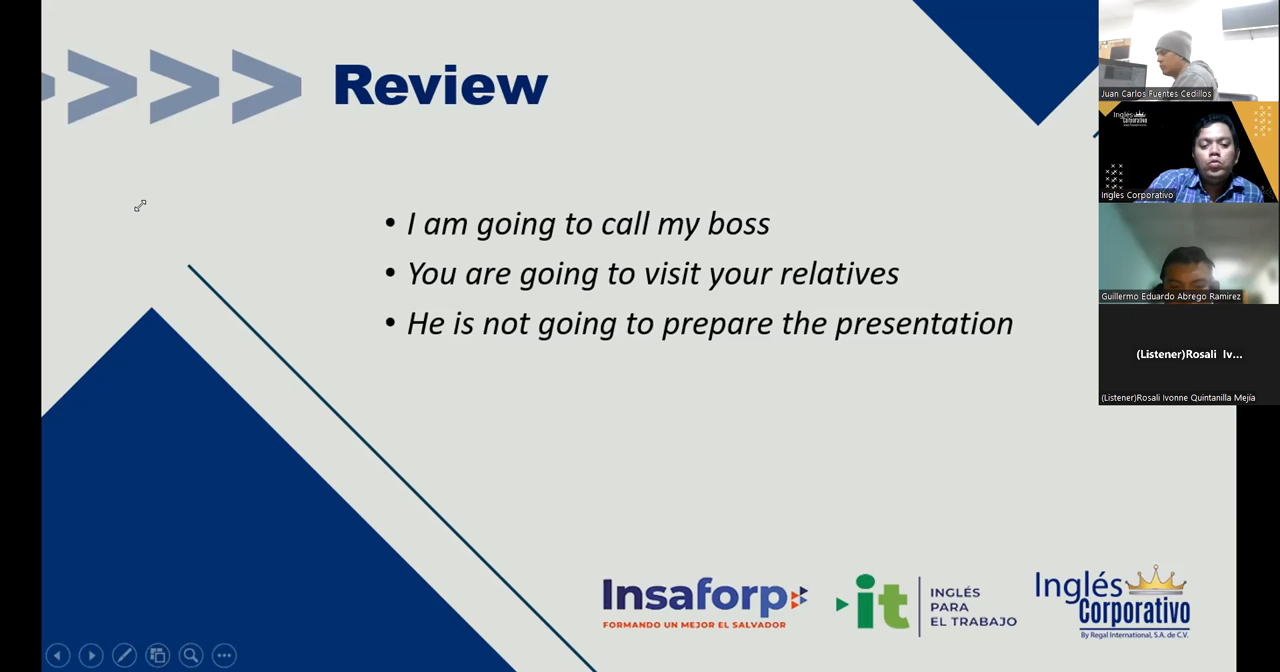 Review
• I am going to call my boss
• You are going to visit your relatives
• He is not going to prepare the presentation
Insaforp
FORMANDO UN MEJOR EL SALVADOR
it
INGLÉS
PARA
EL TRABAJO
Inglés
Corporativo
By Regal International, S.A. de C.V.
Juan Carlos Fuentes Cedillos
Inglés
Corporativo
Ingles Corporativo
Guillermo Eduardo Abrego Ramirez
(Listener)Rosali Iv...
(Listener)Rosali Ivonne Quintanilla Mejía